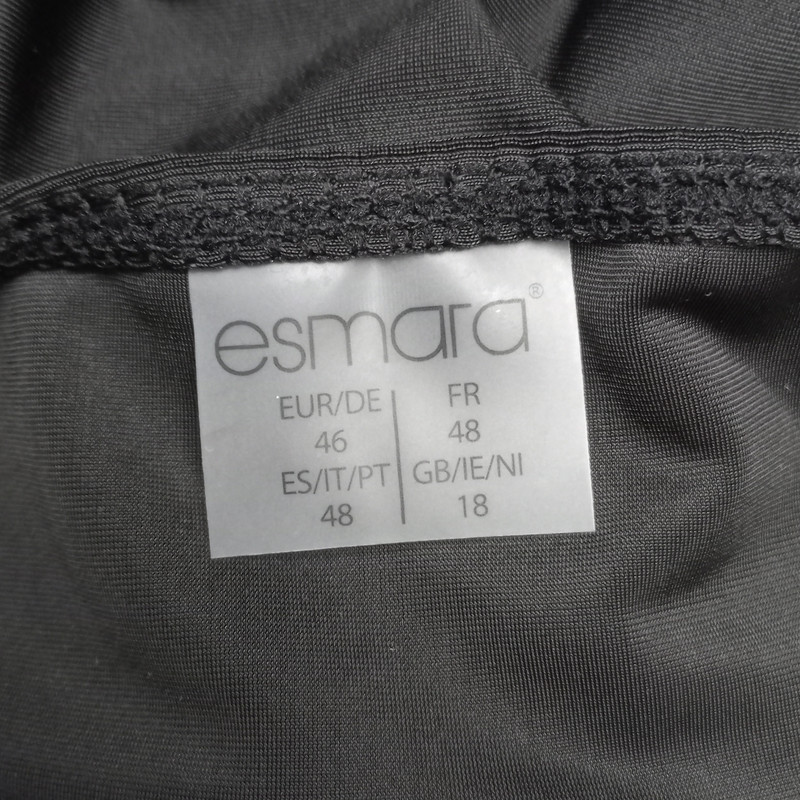 esmara®
EUR/DE FR
46 48
ES/IT/PT GB/IE/NI
48 18